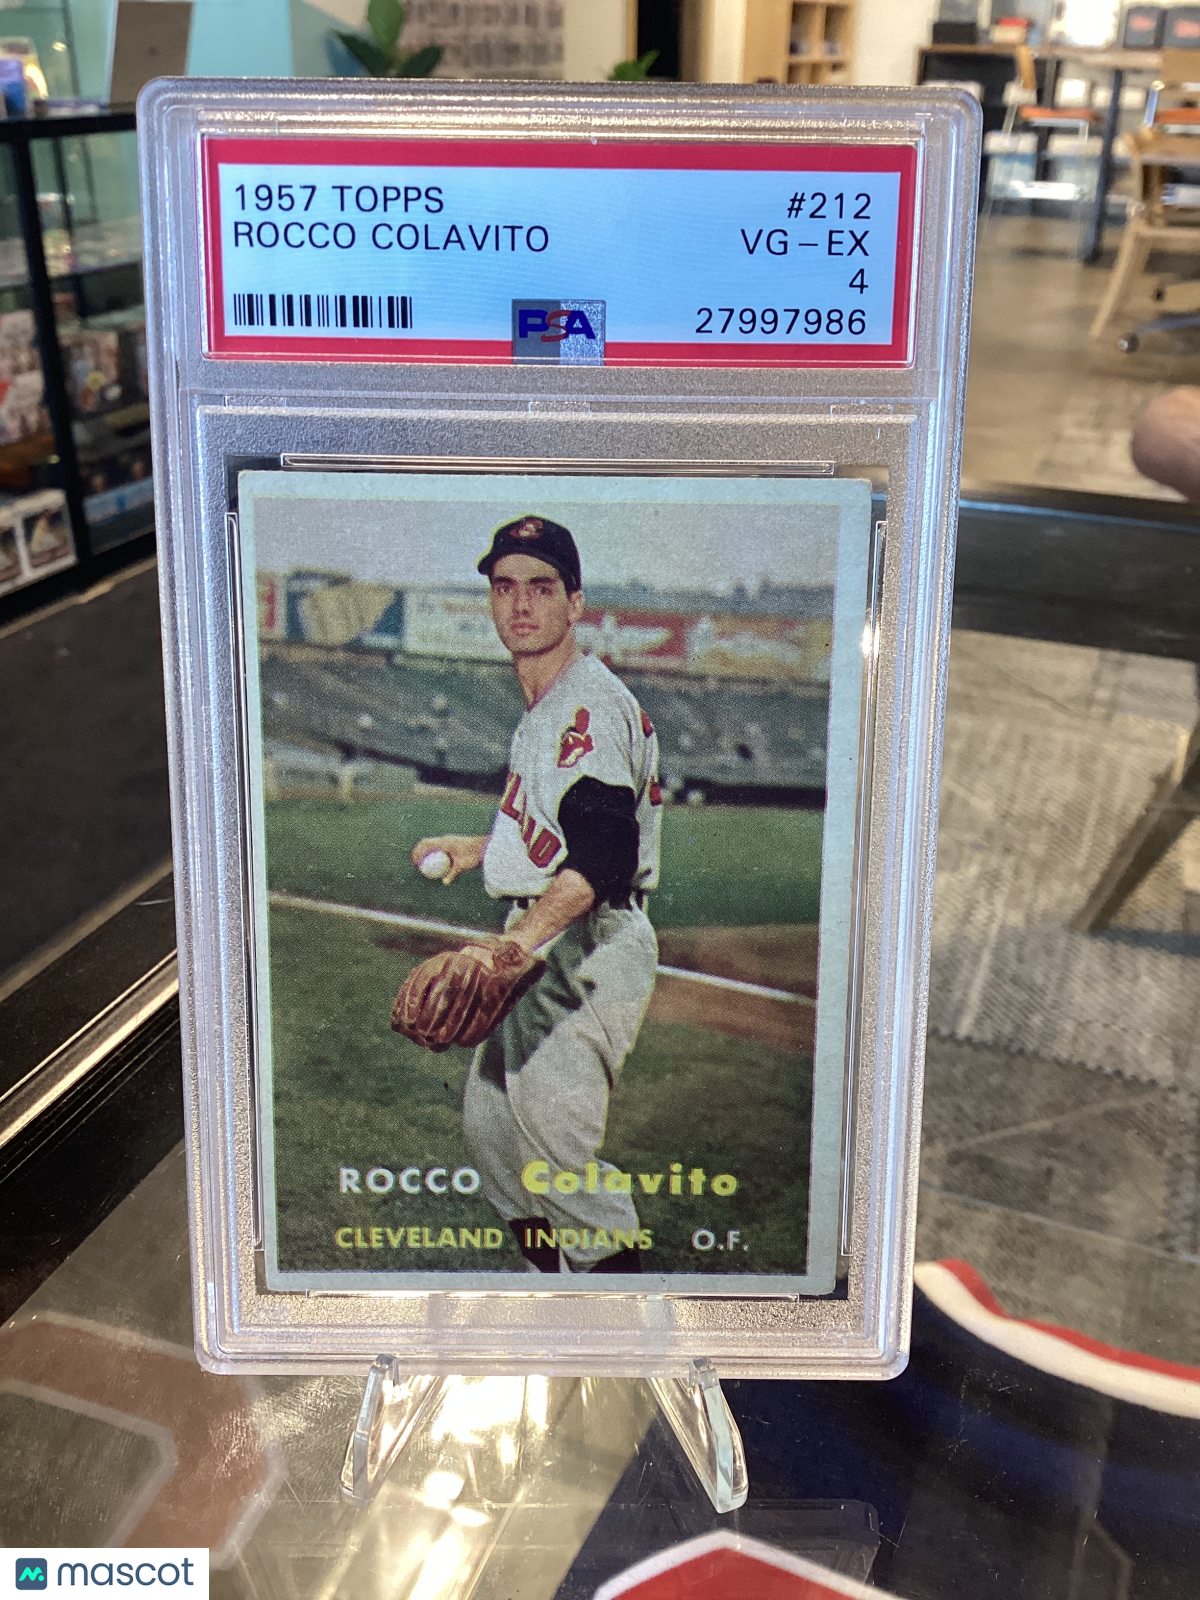 1957 TOPPS #212
ROCCO COLAVITO VG-EX
4
PSA 27997986
ROCCO Colavito
CLEVELAND INDIANS O.F.
mascot